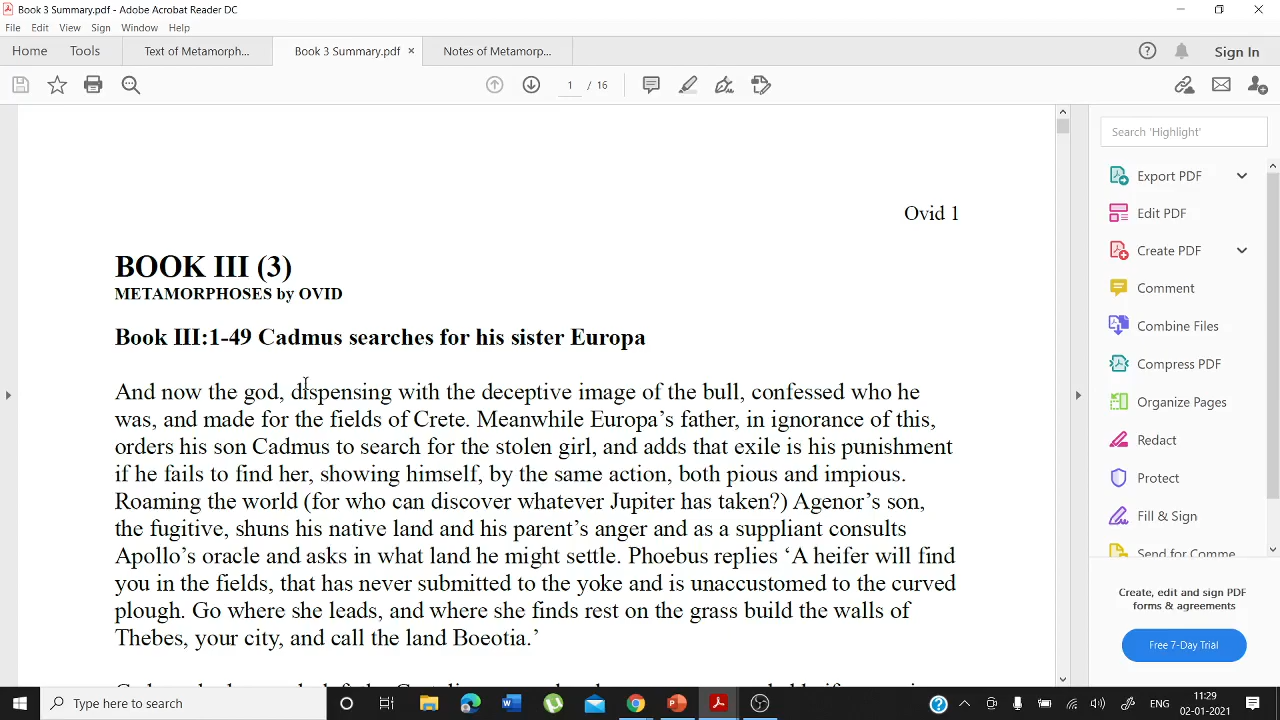 Book 3 Summary.pdf - Adobe Acrobat Reader DC
File Edit View Sign Window Help
Home Tools Text of Metamorph... Book 3 Summary.pdf × Notes of Metamorp... Sign In
1 / 16
Search 'Highlight'
Ovid 1
BOOK III (3)
METAMORPHOSES by OVID
Book III:1-49 Cadmus searches for his sister Europa
And now the god, dispensing with the deceptive image of the bull, confessed who he
was, and made for the fields of Crete. Meanwhile Europa's father, in ignorance of this,
orders his son Cadmus to search for the stolen girl, and adds that exile is his punishment
if he fails to find her, showing himself, by the same action, both pious and impious.
Roaming the world (for who can discover whatever Jupiter has taken?) Agenor's son,
the fugitive, shuns his native land and his parent's anger and as a suppliant consults
Apollo's oracle and asks in what land he might settle. Phoebus replies 'A heifer will find
you in the fields, that has never submitted to the yoke and is unaccustomed to the curved
plough. Go where she leads, and where she finds rest on the grass build the walls of
Thebes, your city, and call the land Boeotia.'
Export PDF
Edit PDF
Create PDF
Comment
Combine Files
Compress PDF
Organize Pages
Redact
Protect
Fill & Sign
Send for Comme
Create, edit and sign PDF
forms & agreements
Free 7-Day Trial
Type here to search
ENG
11:29
02-01-2021